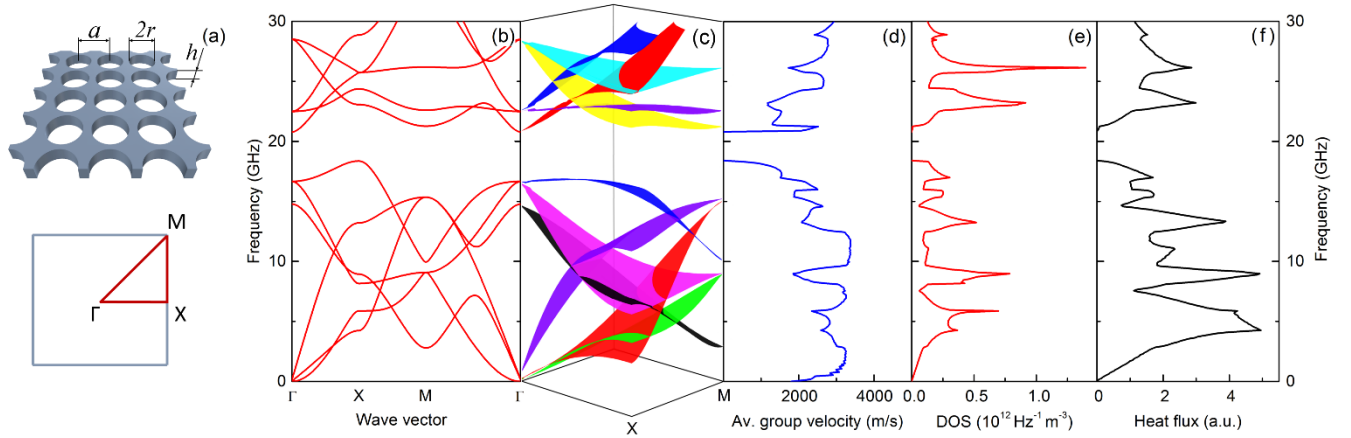 a
2r
(a)
h
M
Γ
X
Frequency (GHz)
30
20
10
0
(b)
Γ
X
M
Γ
Wave vector
(c)
X
M
(d)
2000
4000
Av. group velocity (m/s)
(e)
0.0
0.5
1.0
DOS (10¹² Hz⁻¹ m⁻³)
(f)
0
2
4
Heat flux (a.u.)
30
20
10
0
Frequency (GHz)